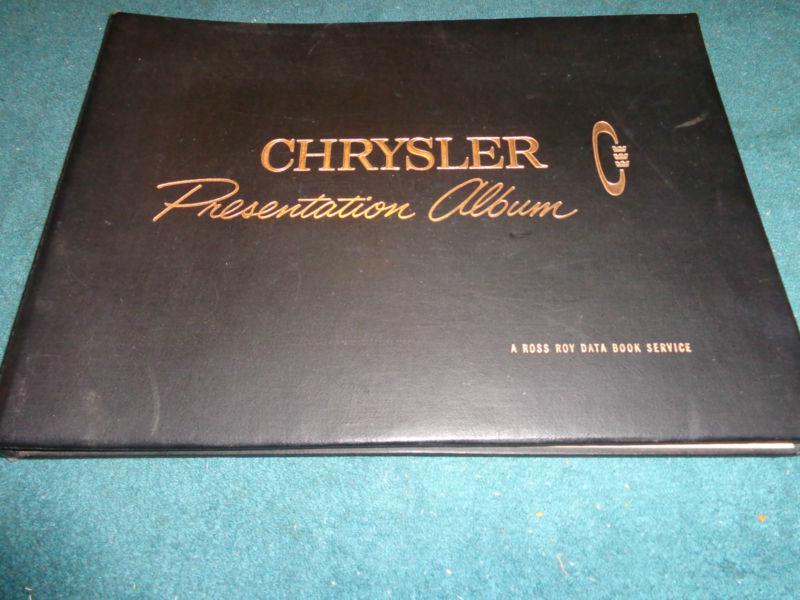 CHRYSLER
Presentation Album
A ROSS ROY DATA BOOK SERVICE